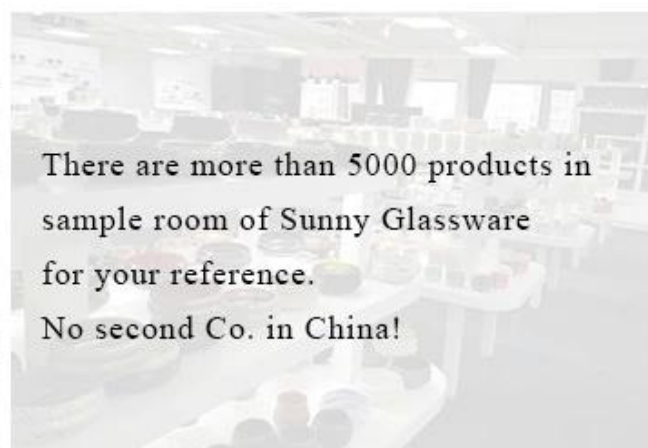 There are more than 5000 products in
sample room of Sunny Glassware
for your reference.
No second Co. in China!